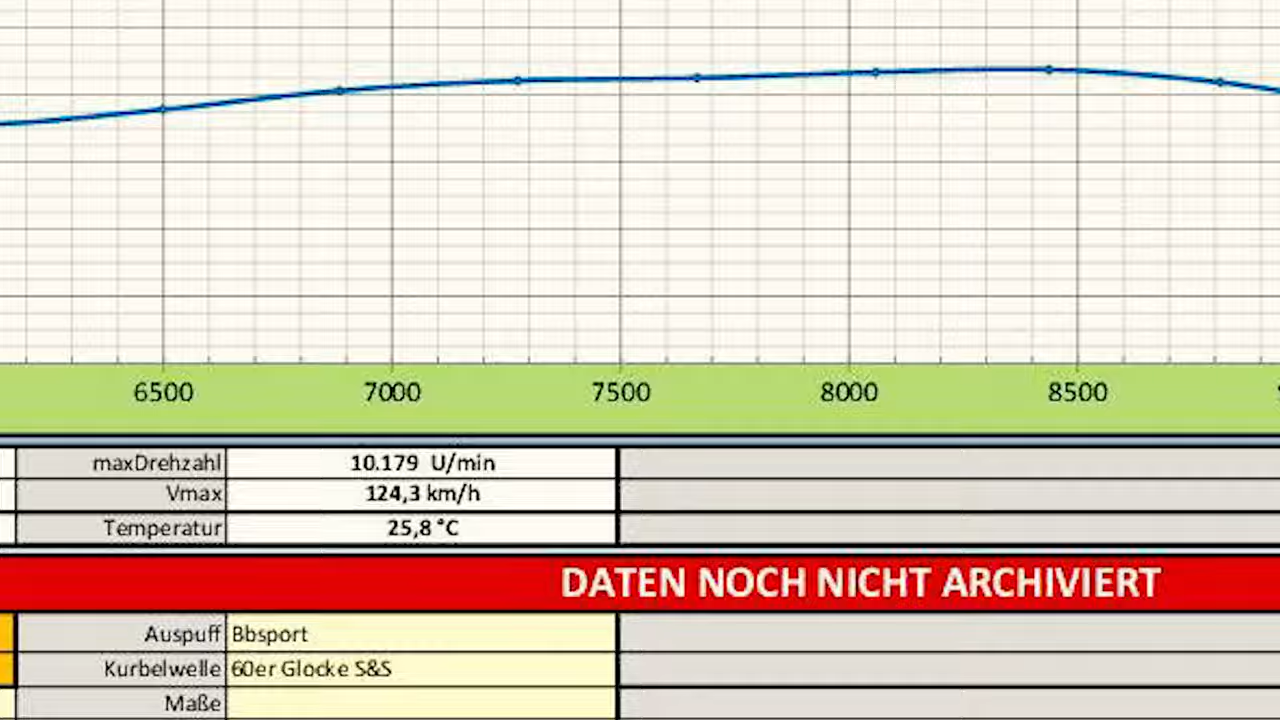 6500 7000 7500 8000 8500
maxDrehzahl 10.179 U/min
Vmax 124,3 km/h
Temperatur 25,8 °C
DATEN NOCH NICHT ARCHIVIERT
Auspuff Bbsport
Kurbelwelle 60er Glocke S&S
Maße